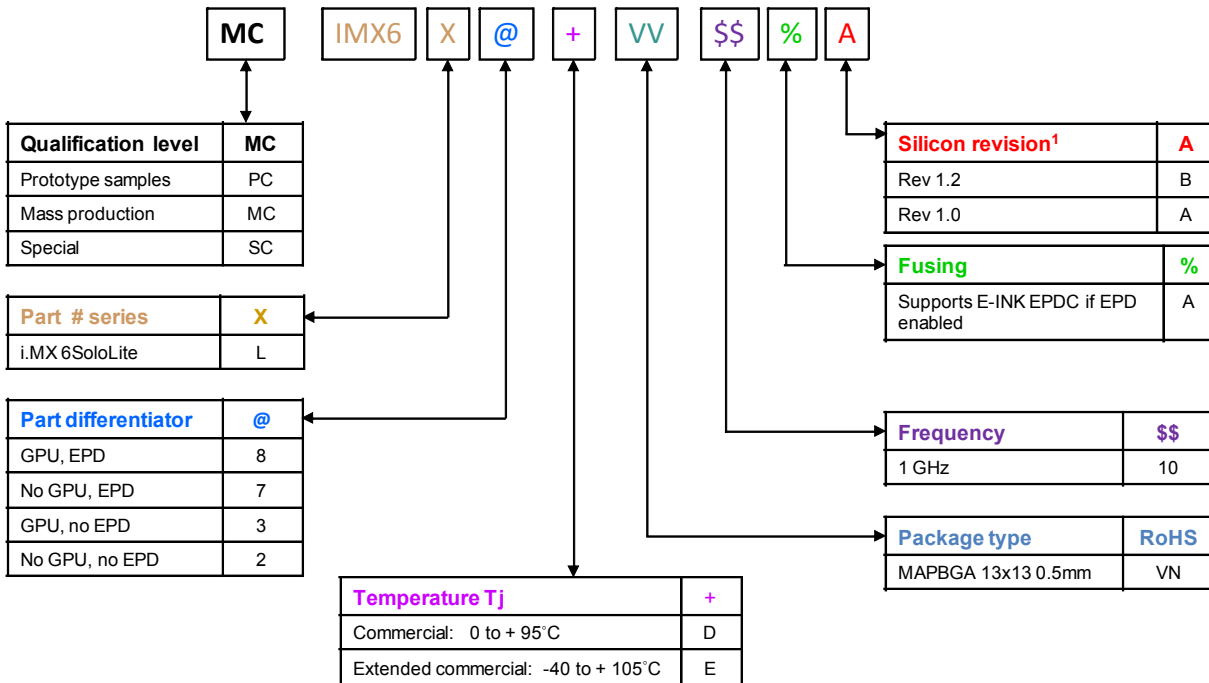 MC IMX6 X @ + VV $$ % A
Qualification level MC
Prototype samples PC
Mass production MC
Special SC
Part # series X
i.MX 6SoloLite L
Part differentiator @
GPU, EPD 8
No GPU, EPD 7
GPU, no EPD 3
No GPU, no EPD 2
Temperature Tj +
Commercial: 0 to + 95°C D
Extended commercial: -40 to + 105°C E
Silicon revision¹ A
Rev 1.2 B
Rev 1.0 A
Fusing %
Supports E-INK EPDC if EPD A
enabled
Frequency $$
1 GHz 10
Package type RoHS
MAPBGA 13x13 0.5mm VN